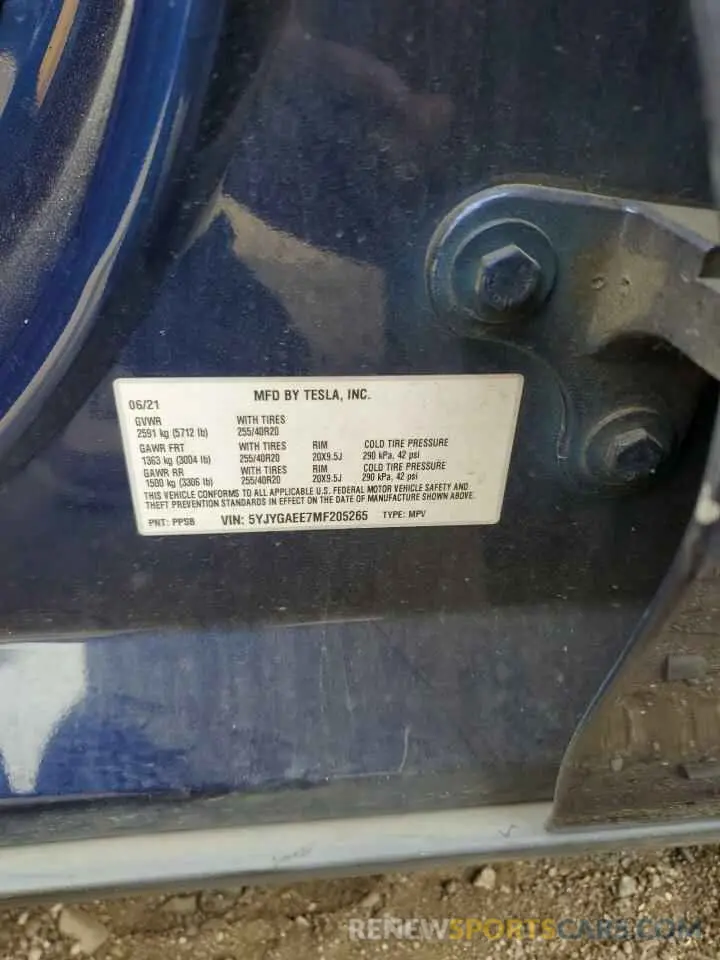 06/21 MFD BY TESLA, INC.
GVWR WITH TIRES
2591 kg (5712 lb) 255/40R20
GAWR FRT WITH TIRES RIM COLD TIRE PRESSURE
1363 kg (3004 lb) 255/40R20 20X9.5J 290 kPa, 42 psi
GAWR RR WITH TIRES RIM COLD TIRE PRESSURE
1500 kg (3306 lb) 255/40R20 20X9.5J 290 kPa, 42 psi
THIS VEHICLE CONFORMS TO ALL APPLICABLE U.S. FEDERAL MOTOR VEHICLE SAFETY AND
THEFT PREVENTION STANDARDS IN EFFECT ON THE DATE OF MANUFACTURE SHOWN ABOVE.
PNT: PPSB VIN: 5YJYGAEE7MF205265 TYPE: MPV
RENEWSPORTSCARS.COM